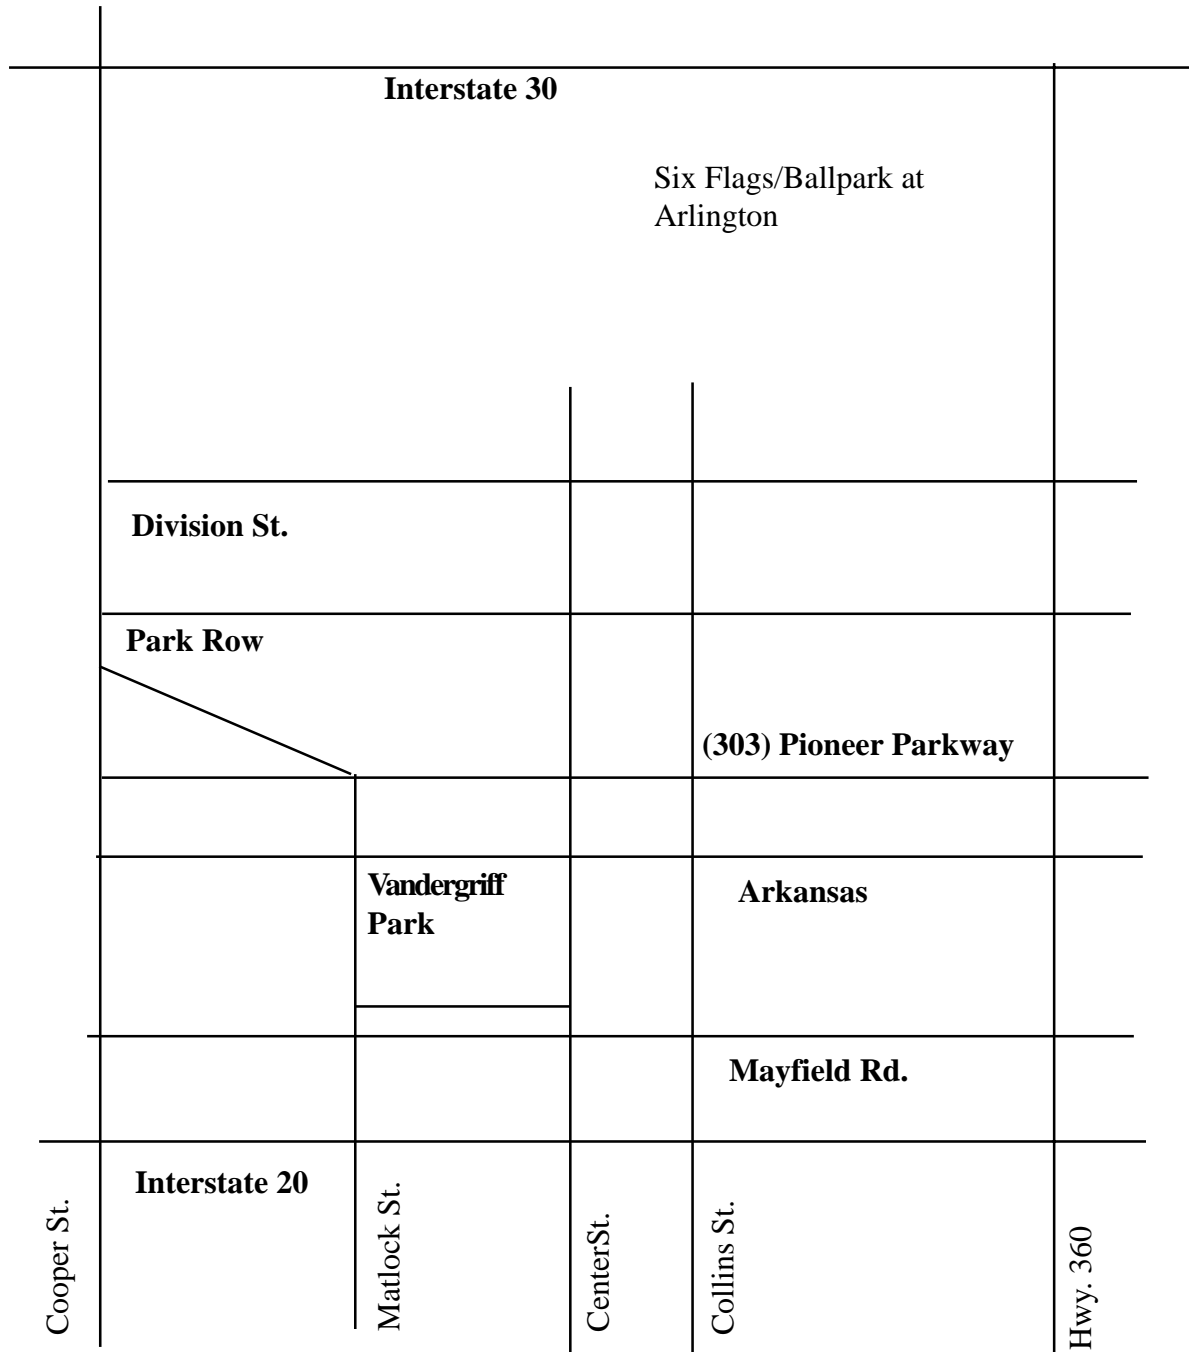 Interstate 30
Six Flags/Ballpark at
Arlington
Division St.
Park Row
(303) Pioneer Parkway
Vandergriff
Park
Arkansas
Mayfield Rd.
Interstate 20
Cooper St.
Matlock St.
CenterSt.
Collins St.
Hwy. 360